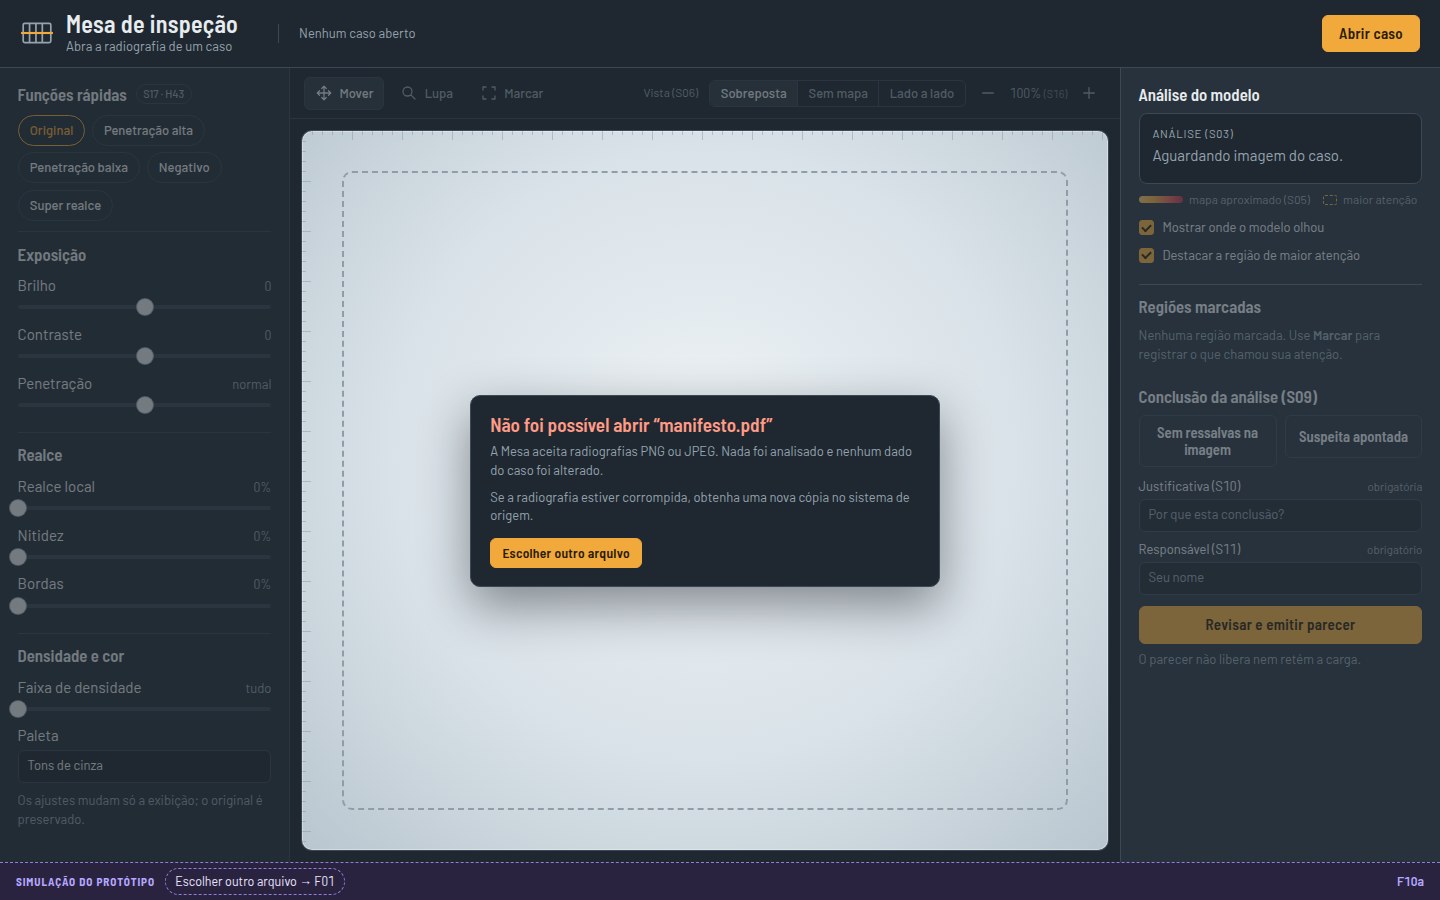 Mesa de inspeção
Abra a radiografia de um caso
Nenhum caso aberto
Abrir caso
Funções rápidas
S17 · H43
Original
Penetração alta
Penetração baixa
Negativo
Super realce
Exposição
Brilho
0
Contraste
0
Penetração
normal
Realce
Realce local
0%
Nitidez
0%
Bordas
0%
Densidade e cor
Faixa de densidade
tudo
Paleta
Tons de cinza
Os ajustes mudam só a exibição; o original é
preservado.
Mover
Lupa
Marcar
Vista (S06)
Sobreposta
Sem mapa
Lado a lado
100% (S16)
Não foi possível abrir “manifesto.pdf”
A Mesa aceita radiografias PNG ou JPEG. Nada foi analisado e nenhum dado
do caso foi alterado.
Se a radiografia estiver corrompida, obtenha uma nova cópia no sistema de
origem.
Escolher outro arquivo
Análise do modelo
ANÁLISE (S03)
Aguardando imagem do caso.
mapa aproximado (S05)
maior atenção
Mostrar onde o modelo olhou
Destacar a região de maior atenção
Regiões marcadas
Nenhuma região marcada. Use Marcar para
registrar o que chamou sua atenção.
Conclusão da análise (S09)
Sem ressalvas na
imagem
Suspeita apontada
Justificativa (S10)
obrigatória
Por que esta conclusão?
Responsável (S11)
obrigatório
Seu nome
Revisar e emitir parecer
O parecer não libera nem retém a carga.
SIMULAÇÃO DO PROTÓTIPO
Escolher outro arquivo → F01
F10a